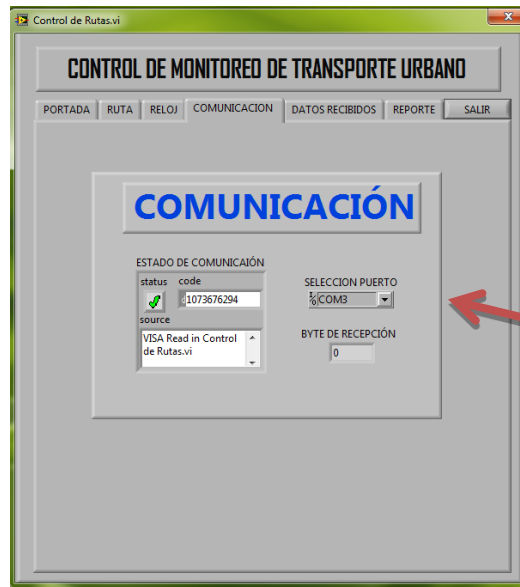 Control de Rutas.vi
CONTROL DE MONITOREO DE TRANSPORTE URBANO
PORTADA RUTA RELOJ COMUNICACION DATOS RECIBIDOS REPORTE SALIR
COMUNICACIÓN
ESTADO DE COMUNICAIÓN
status code
1073676294
source
VISA Read in Control
de Rutas.vi
SELECCION PUERTO
COM3
BYTE DE RECEPCIÓN
0